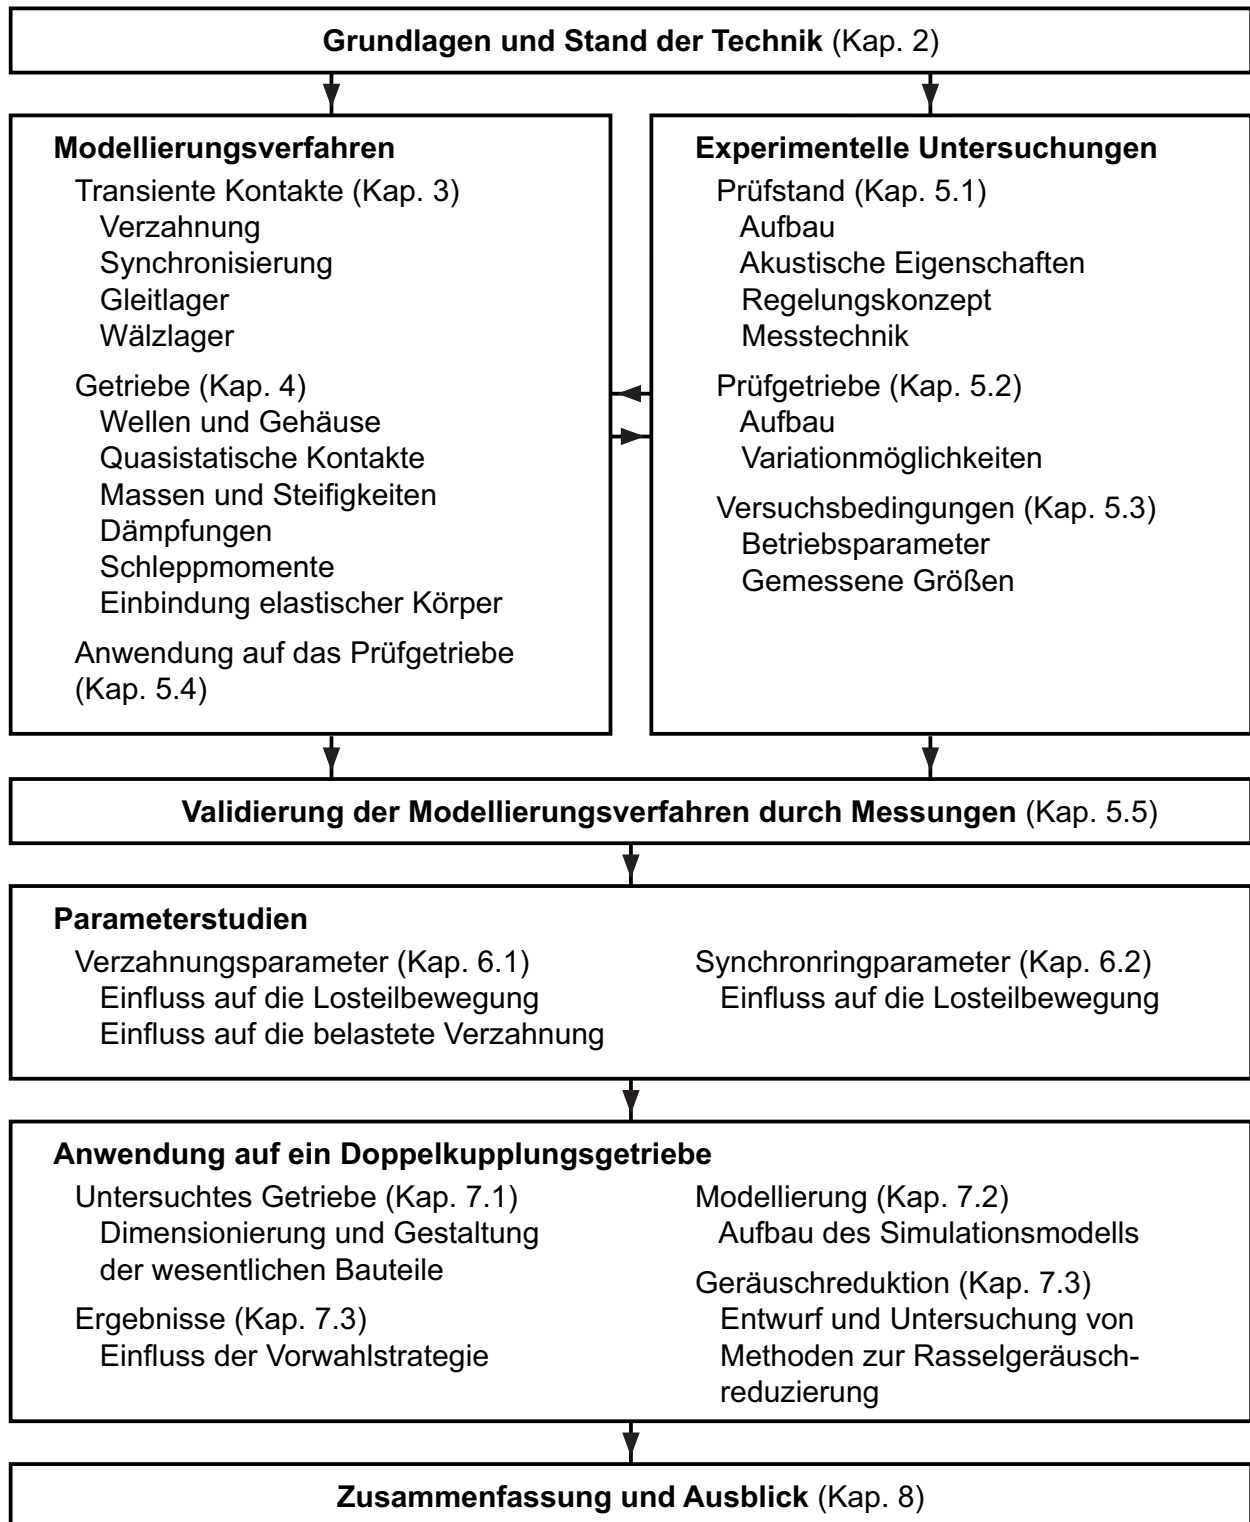 Grundlagen und Stand der Technik (Kap. 2)
Modellierungsverfahren
Transiente Kontakte (Kap. 3)
Verzahnung
Synchronisierung
Gleitlager
Wälzlager
Getriebe (Kap. 4)
Wellen und Gehäuse
Quasistatische Kontakte
Massen und Steifigkeiten
Dämpfungen
Schleppmomente
Einbindung elastischer Körper
Anwendung auf das Prüfgetriebe
(Kap. 5.4)
Experimentelle Untersuchungen
Prüfstand (Kap. 5.1)
Aufbau
Akustische Eigenschaften
Regelungskonzept
Messtechnik
Prüfgetriebe (Kap. 5.2)
Aufbau
Variationmöglichkeiten
Versuchsbedingungen (Kap. 5.3)
Betriebsparameter
Gemessene Größen
Validierung der Modellierungsverfahren durch Messungen (Kap. 5.5)
Parameterstudien
Verzahnungsparameter (Kap. 6.1)
Einfluss auf die Losteilbewegung
Einfluss auf die belastete Verzahnung
Synchronringparameter (Kap. 6.2)
Einfluss auf die Losteilbewegung
Anwendung auf ein Doppelkupplungsgetriebe
Untersuchtes Getriebe (Kap. 7.1)
Dimensionierung und Gestaltung
der wesentlichen Bauteile
Ergebnisse (Kap. 7.3)
Einfluss der Vorwahlstrategie
Modellierung (Kap. 7.2)
Aufbau des Simulationsmodells
Geräuschreduktion (Kap. 7.3)
Entwurf und Untersuchung von
Methoden zur Rasselgeräusch-
reduzierung
Zusammenfassung und Ausblick (Kap. 8)